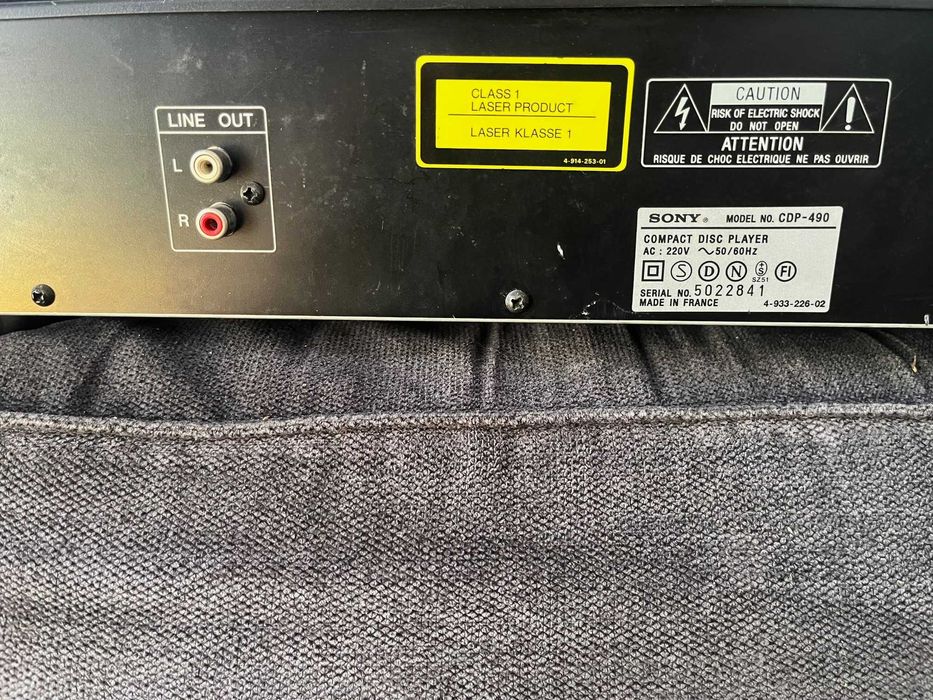 LINE OUT
L
R
CLASS 1
LASER PRODUCT
LASER KLASSE 1
4-914-253-01
CAUTION
RISK OF ELECTRIC SHOCK
DO NOT OPEN
ATTENTION
RISQUE DE CHOC ELECTRIQUE NE PAS OUVRIR
SONY® MODEL NO. CDP-490
COMPACT DISC PLAYER
AC : 220V ~ 50/60HZ
S D N S FI
SZ51
SERIAL NO. 5022841
MADE IN FRANCE 4-933-226-02